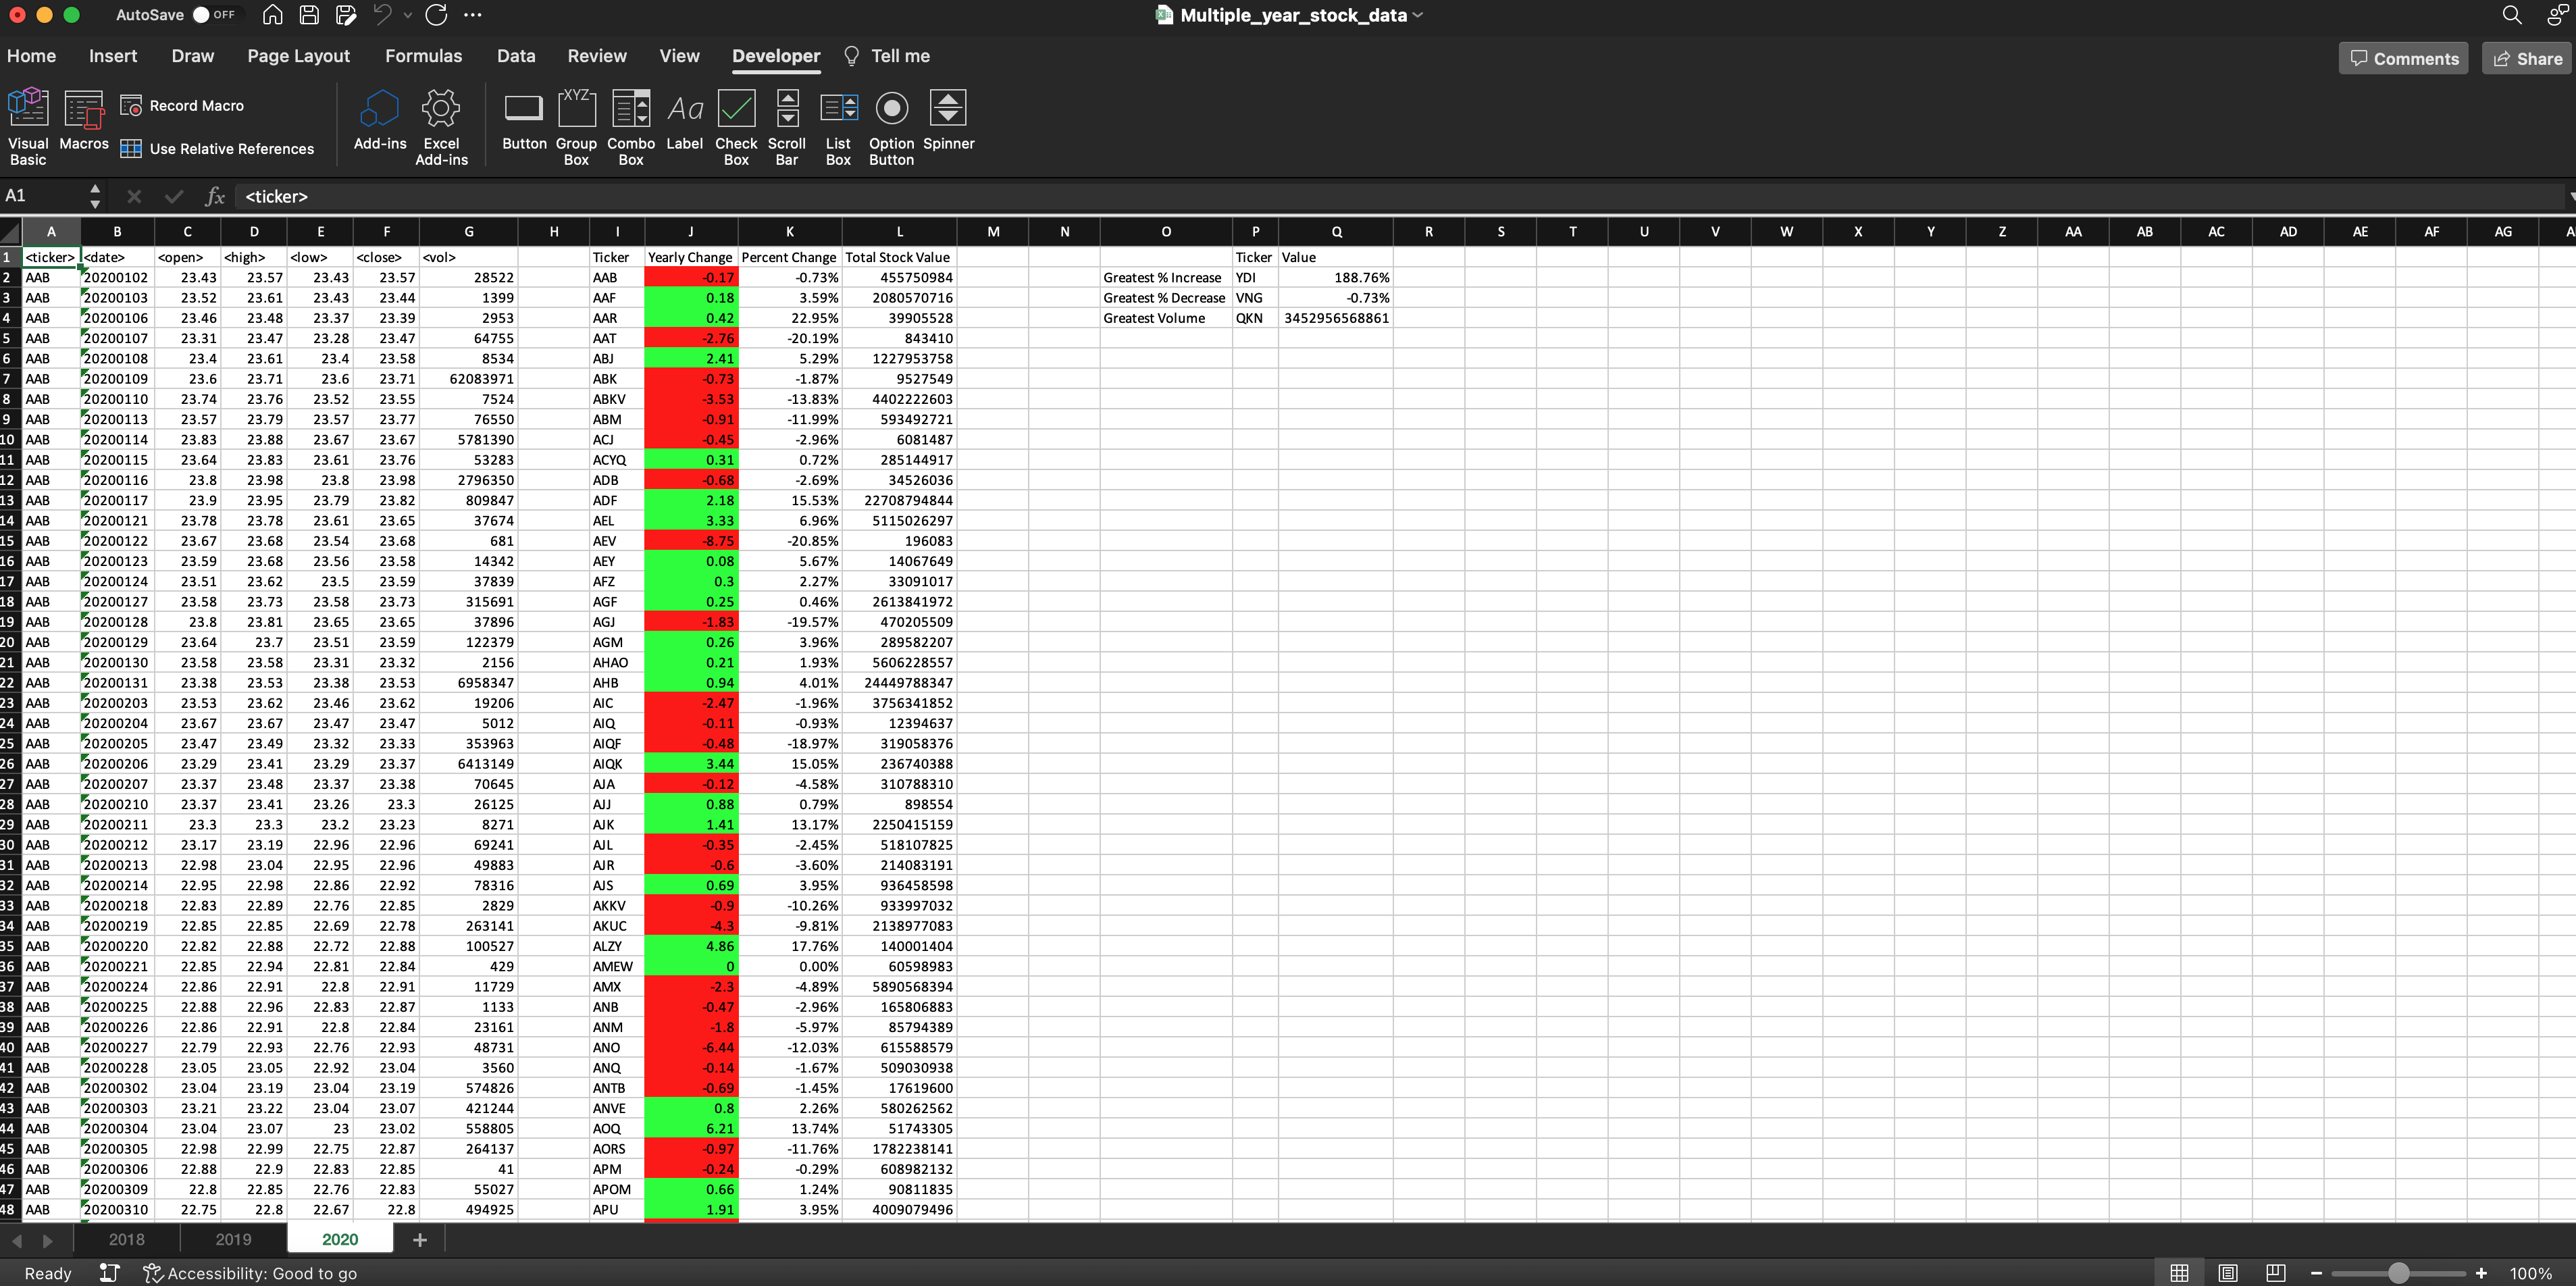 AutoSave OFF
Multiple_year_stock_data
Home Insert Draw Page Layout Formulas Data Review View Developer Tell me Comments Share
Visual Basic Macros Record Macro Use Relative References Add-ins Excel Add-ins Button Group Box Combo Box Label Check Box Scroll Bar List Box Option Button Spinner
XYZ Aa
A1 fx <ticker>
A B C D E F G H I J K L M N O P Q R S T U V W X Y Z AA AB AC AD AE AF AG
1 <ticker> <date> <open> <high> <low> <close> <vol> Ticker Yearly Change Percent Change Total Stock Value Ticker Value
2 AAB 20200102 23.43 23.57 23.43 23.57 28522 AAB -0.17 -0.73% 455750984 Greatest % Increase YDI 188.76%
3 AAB 20200103 23.52 23.61 23.43 23.44 1399 AAF 0.18 3.59% 2080570716 Greatest % Decrease VNG -0.73%
4 AAB 20200106 23.46 23.48 23.37 23.39 2953 AAR 0.42 22.95% 39905528 Greatest Volume QKN 3452956568861
5 AAB 20200107 23.31 23.47 23.28 23.47 64755 AAT -2.76 -20.19% 843410
6 AAB 20200108 23.4 23.61 23.4 23.58 8534 ABJ 2.41 5.29% 1227953758
7 AAB 20200109 23.6 23.71 23.6 23.71 62083971 ABK -0.73 -1.87% 9527549
8 AAB 20200110 23.74 23.76 23.52 23.55 7524 ABKV -3.53 -13.83% 4402222603
9 AAB 20200113 23.57 23.79 23.57 23.77 76550 ABM -0.91 -11.99% 593492721
10 AAB 20200114 23.83 23.88 23.67 23.67 5781390 ACJ -0.45 -2.96% 6081487
11 AAB 20200115 23.64 23.83 23.61 23.76 53283 ACYQ 0.31 0.72% 285144917
12 AAB 20200116 23.8 23.98 23.8 23.98 2796350 ADB -0.68 -2.69% 34526036
13 AAB 20200117 23.9 23.95 23.79 23.82 809847 ADF 2.18 15.53% 22708794844
14 AAB 20200121 23.78 23.78 23.61 23.65 37674 AEL 3.33 6.96% 5115026297
15 AAB 20200122 23.67 23.68 23.54 23.68 681 AEV -8.75 -20.85% 196083
16 AAB 20200123 23.59 23.68 23.56 23.58 14342 AEY 0.08 5.67% 14067649
17 AAB 20200124 23.51 23.62 23.5 23.59 37839 AFZ 0.3 2.27% 33091017
18 AAB 20200127 23.58 23.73 23.58 23.73 315691 AGF 0.25 0.46% 2613841972
19 AAB 20200128 23.8 23.81 23.65 23.65 37896 AGJ -1.83 -19.57% 470205509
20 AAB 20200129 23.64 23.7 23.51 23.59 122379 AGM 0.26 3.96% 289582207
21 AAB 20200130 23.58 23.58 23.31 23.32 2156 AHAO 0.21 1.93% 5606228557
22 AAB 20200131 23.38 23.53 23.38 23.53 6958347 AHB 0.94 4.01% 24449788347
23 AAB 20200203 23.53 23.62 23.46 23.62 19206 AIC -2.47 -1.96% 3756341852
24 AAB 20200204 23.67 23.67 23.47 23.47 5012 AIQ -0.11 -0.93% 12394637
25 AAB 20200205 23.47 23.49 23.32 23.33 353963 AIQF -0.48 -18.97% 319058376
26 AAB 20200206 23.29 23.41 23.29 23.37 6413149 AIQK 3.44 15.05% 236740388
27 AAB 20200207 23.37 23.48 23.37 23.38 70645 AJA -0.12 -4.58% 310788310
28 AAB 20200210 23.37 23.41 23.26 23.3 26125 AJJ 0.88 0.79% 898554
29 AAB 20200211 23.3 23.3 23.2 23.23 8271 AJK 1.41 13.17% 2250415159
30 AAB 20200212 23.17 23.19 22.96 22.96 69241 AJL -0.35 -2.45% 518107825
31 AAB 20200213 22.98 23.04 22.95 22.96 49883 AJR -0.6 -3.60% 214083191
32 AAB 20200214 22.95 22.98 22.86 22.92 78316 AJS 0.69 3.95% 936458598
33 AAB 20200218 22.83 22.89 22.76 22.85 2829 AKKV -0.9 -10.26% 933997032
34 AAB 20200219 22.85 22.85 22.69 22.78 263141 AKUC -4.3 -9.81% 2138977083
35 AAB 20200220 22.82 22.88 22.72 22.88 100527 ALZY 4.86 17.76% 140001404
36 AAB 20200221 22.85 22.94 22.81 22.84 429 AMEW 0 0.00% 60598983
37 AAB 20200224 22.86 22.91 22.8 22.91 11729 AMX -2.3 -4.89% 5890568394
38 AAB 20200225 22.88 22.96 22.83 22.87 1133 ANB -0.47 -2.96% 165806883
39 AAB 20200226 22.86 22.91 22.8 22.84 23161 ANM -1.8 -5.97% 85794389
40 AAB 20200227 22.79 22.93 22.76 22.93 48731 ANO -6.44 -12.03% 615588579
41 AAB 20200228 23.05 23.05 22.92 23.04 3560 ANQ -0.14 -1.67% 509030938
42 AAB 20200302 23.04 23.19 23.04 23.19 574826 ANTB -0.69 -1.45% 17619600
43 AAB 20200303 23.21 23.22 23.04 23.07 421244 ANVE 0.8 2.26% 580262562
44 AAB 20200304 23.04 23.07 23 23.02 558805 AOQ 6.21 13.74% 51743305
45 AAB 20200305 22.98 22.99 22.75 22.87 264137 AORS -0.97 -11.76% 1782238141
46 AAB 20200306 22.88 22.9 22.83 22.85 41 APM -0.24 -0.29% 608982132
47 AAB 20200309 22.8 22.85 22.76 22.83 55027 APOM 0.66 1.24% 90811835
48 AAB 20200310 22.75 22.8 22.67 22.8 494925 APU 1.91 3.95% 4009079496
2018 2019 2020
Ready Accessibility: Good to go 100%